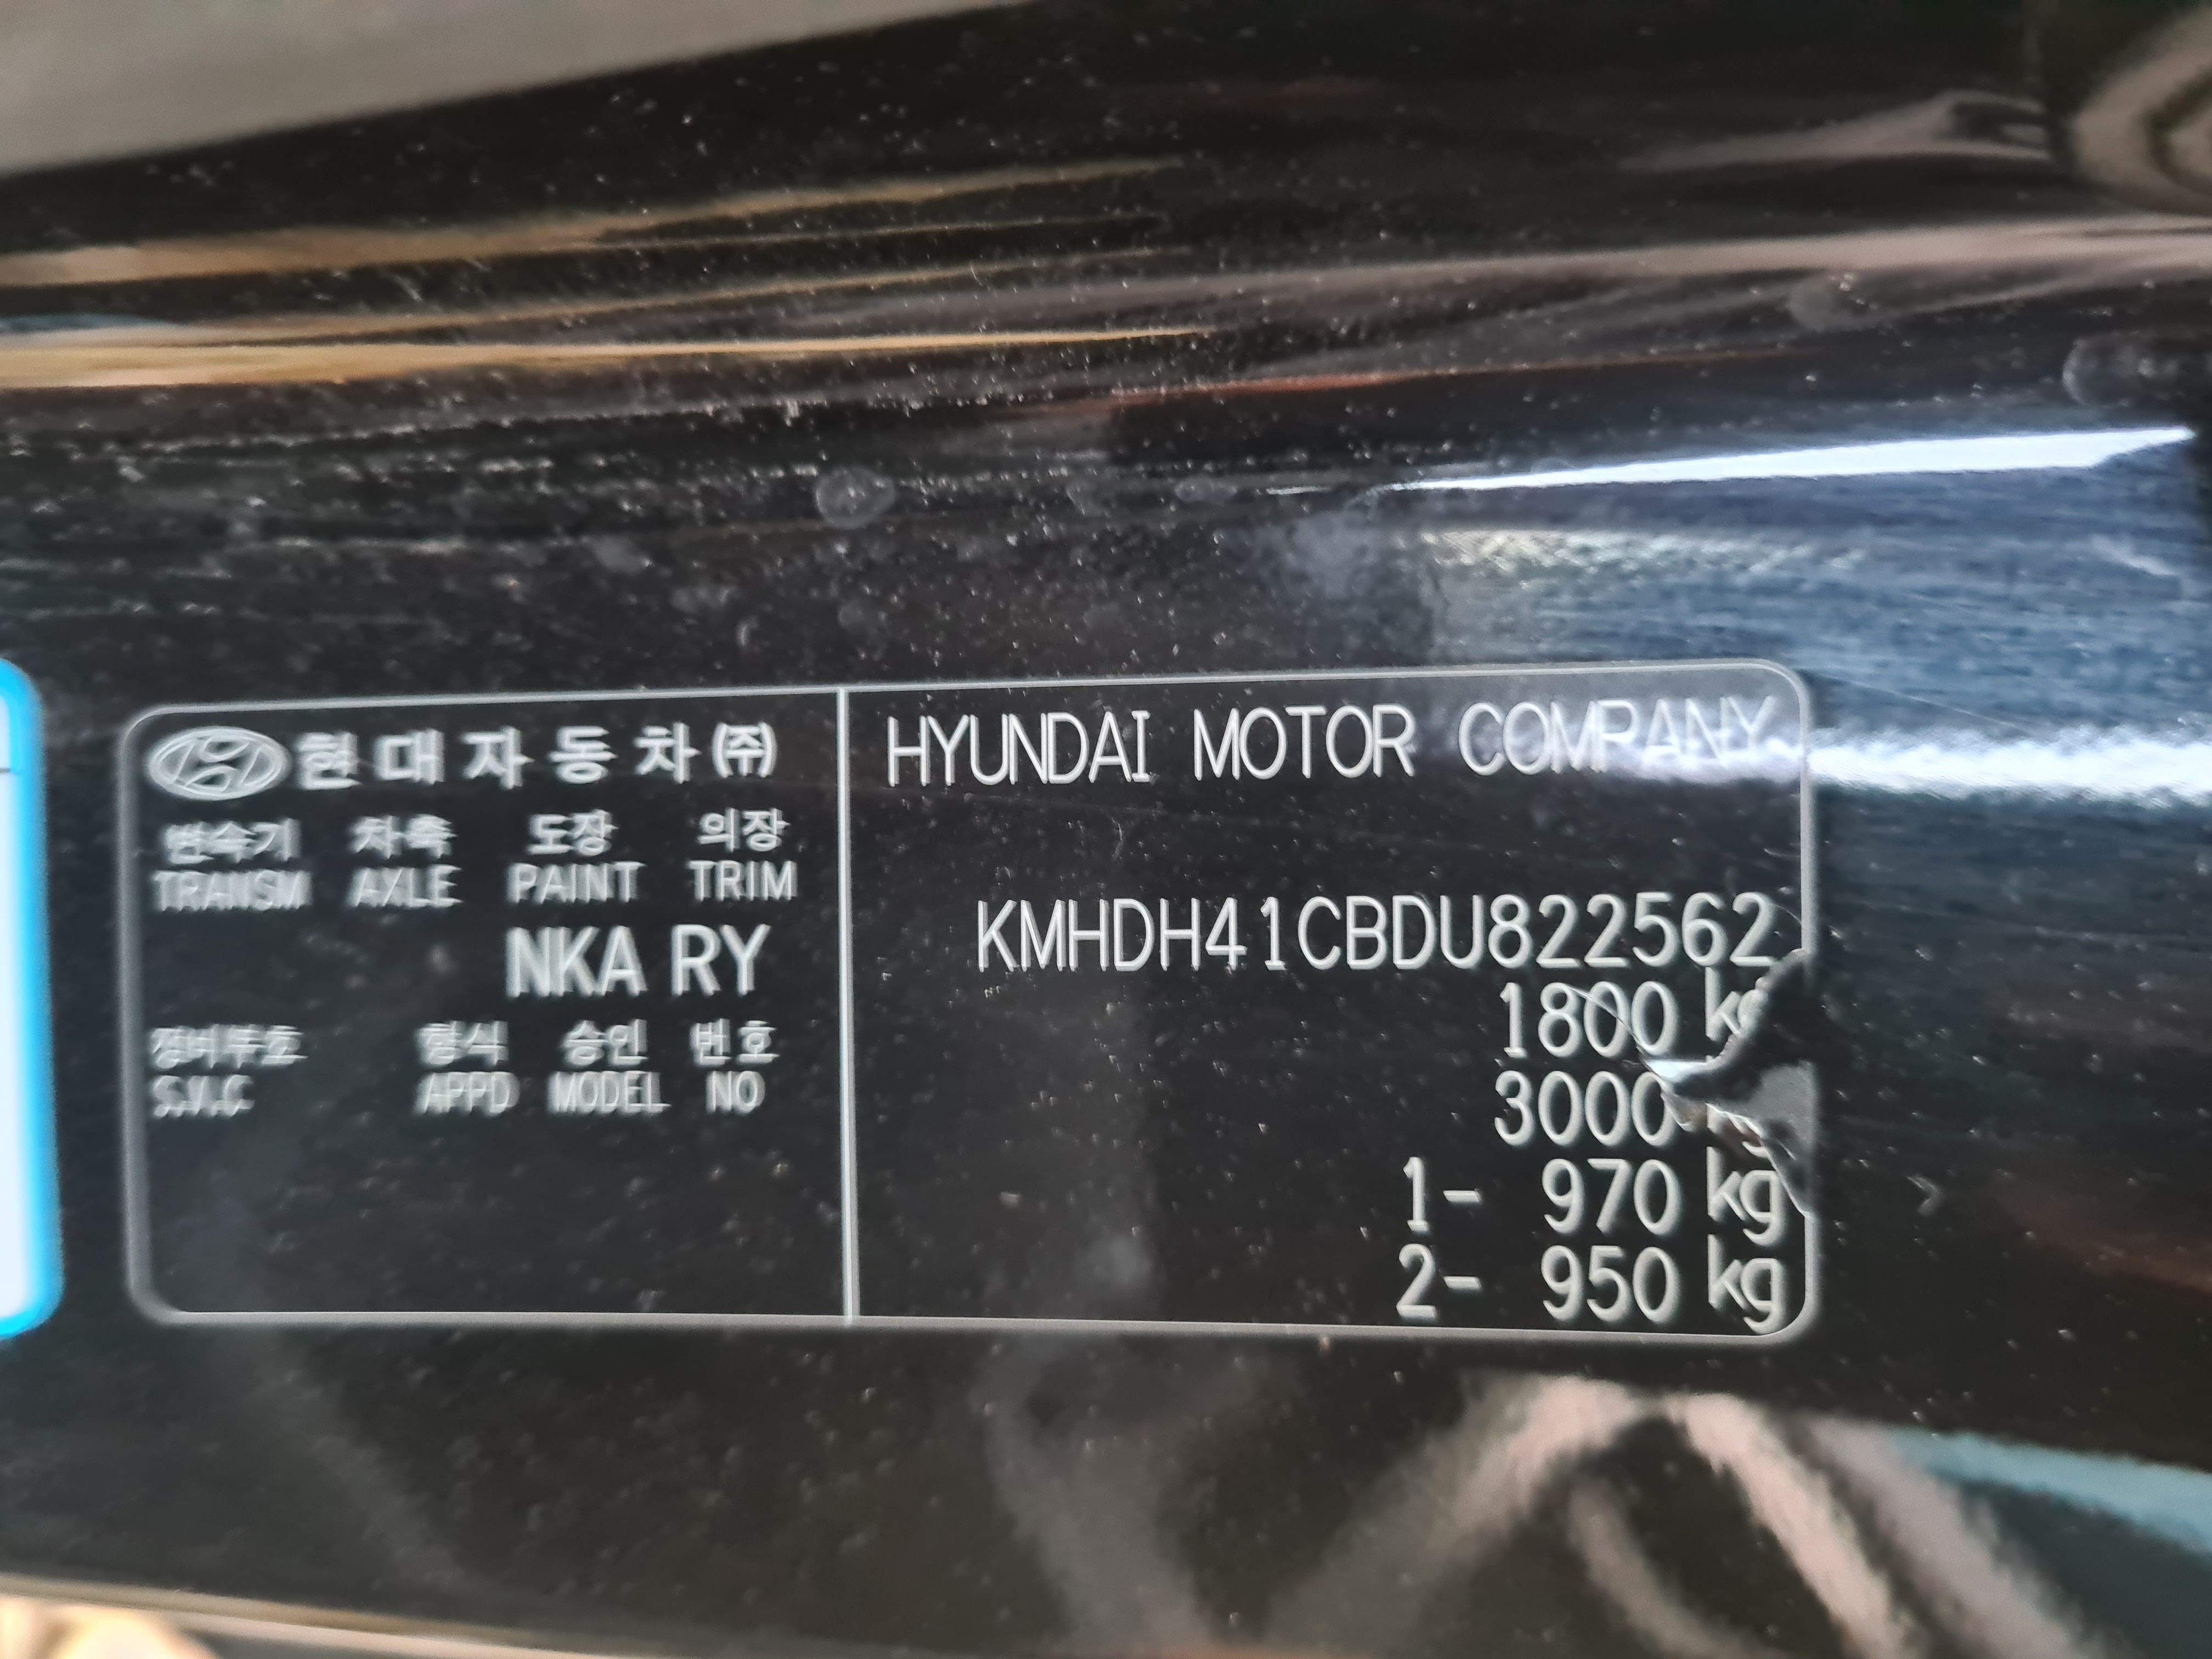 현대자동차㈜
변속기 차축 도장 의장
TRANSM AXLE PAINT TRIM
NKA RY
정비부호 형식 승인 번호
S.V.C APPD MODEL NO
HYUNDAI MOTOR COMPANY
KMHDH41CBDU822562
1800 kg
3000 kg
1- 970 kg
2- 950 kg